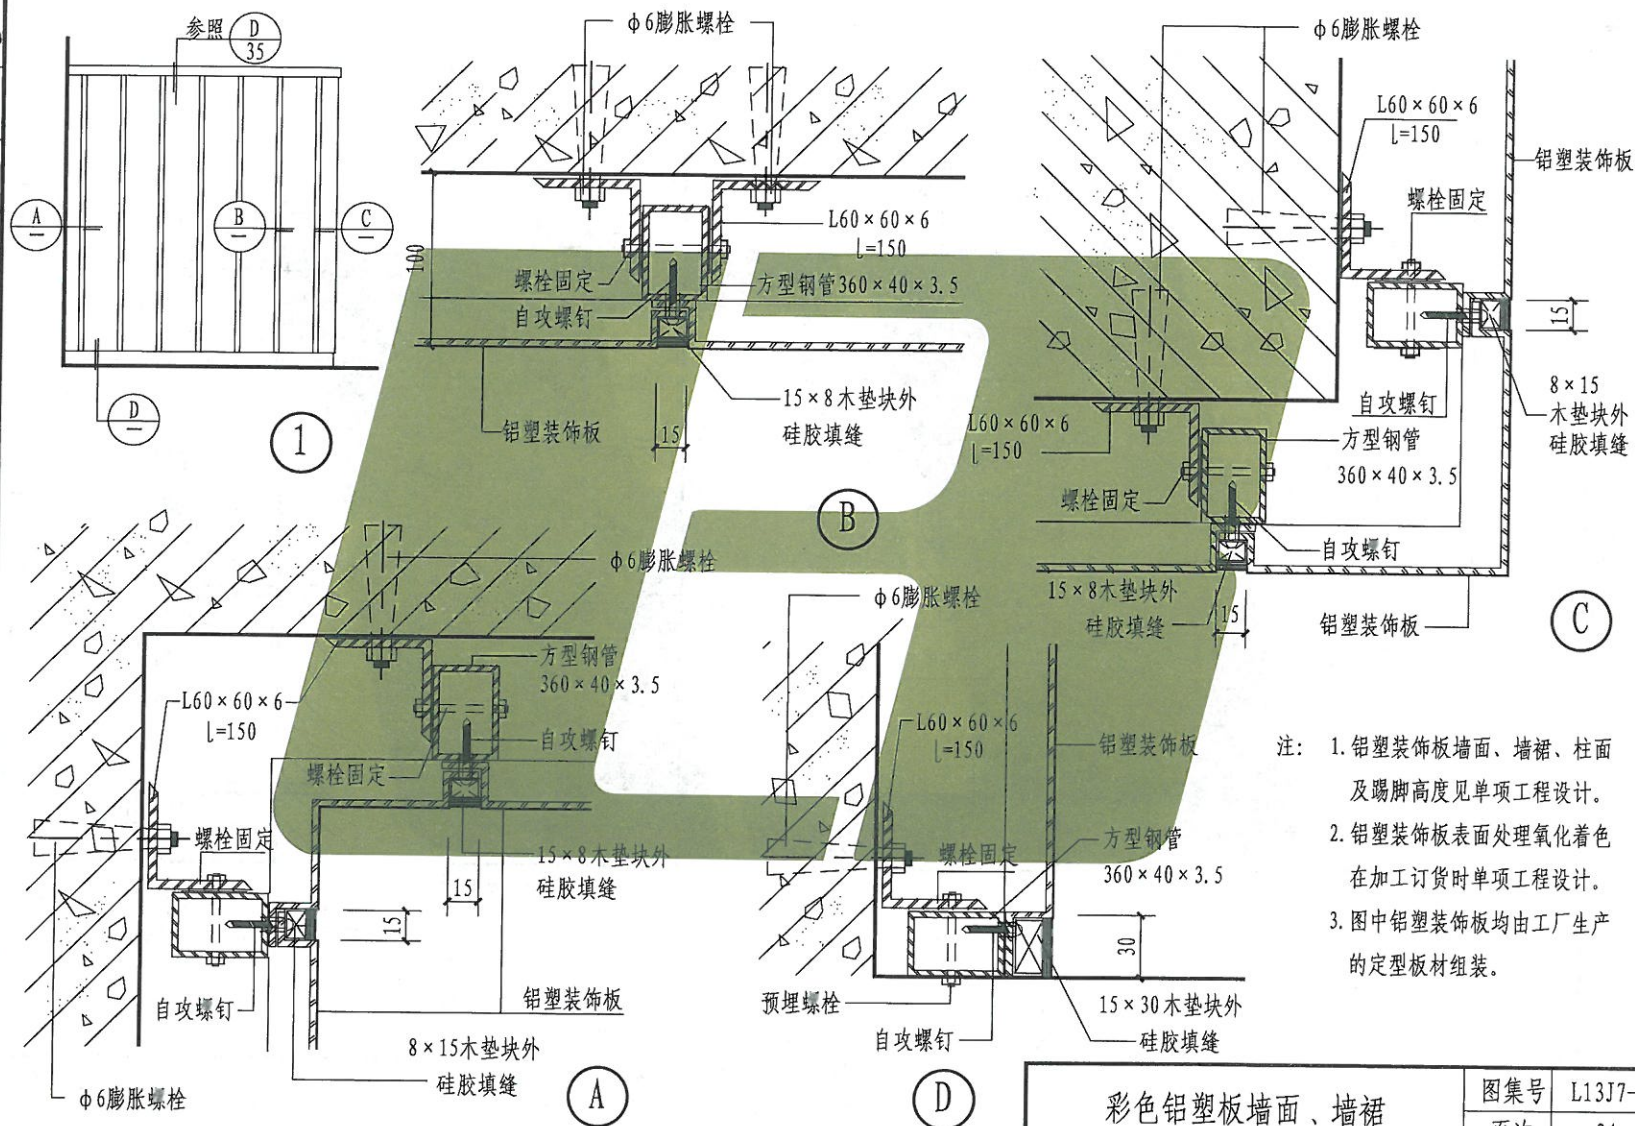 参照 D
35
A
B
C
D
1
φ6膨胀螺栓
100
L60×60×6
l=150
螺栓固定
方型钢管360×40×3.5
自攻螺钉
15×8木垫块外
硅胶填缝
铝塑装饰板
15
B
φ6膨胀螺栓
L60×60×6
l=150
铝塑装饰板
螺栓固定
15
8×15
木垫块外
硅胶填缝
自攻螺钉
方型钢管
360×40×3.5
L60×60×6
l=150
螺栓固定
自攻螺钉
15×8木垫块外
硅胶填缝
15
铝塑装饰板
C
φ6膨胀螺栓
方型钢管
360×40×3.5
L60×60×6
l=150
自攻螺钉
螺栓固定
螺栓固定
15×8木垫块外
硅胶填缝
15
15
自攻螺钉
铝塑装饰板
8×15木垫块外
硅胶填缝
φ6膨胀螺栓
A
φ6膨胀螺栓
L60×60×6
l=150
铝塑装饰板
方型钢管
360×40×3.5
螺栓固定
30
预埋螺栓
15×30木垫块外
自攻螺钉
硅胶填缝
D
注: 1.铝塑装饰板墙面、墙裙、柱面
及踢脚高度见单项工程设计。
2.铝塑装饰板表面处理氧化着色
在加工订货时单项工程设计。
3.图中铝塑装饰板均由工厂生产
的定型板材组装。
彩色铝塑板墙面、墙裙
图集号 L13J7-